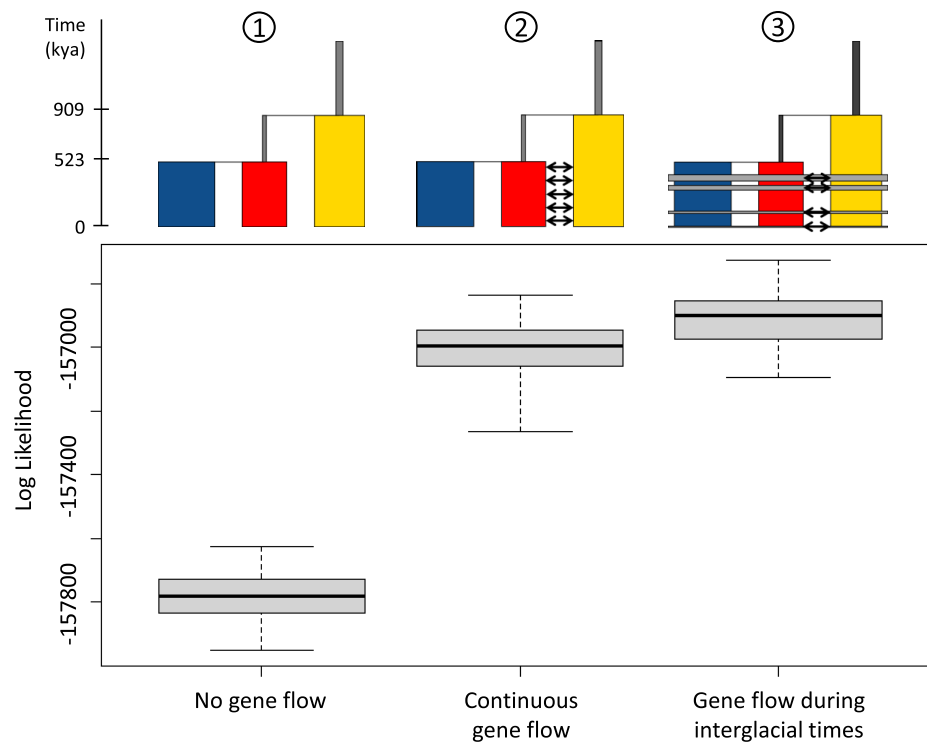 Time
(kya)
① ② ③
909
523
0
Log Likelihood
-157000
-157400
-157800
No gene flow
Continuous
gene flow
Gene flow during
interglacial times